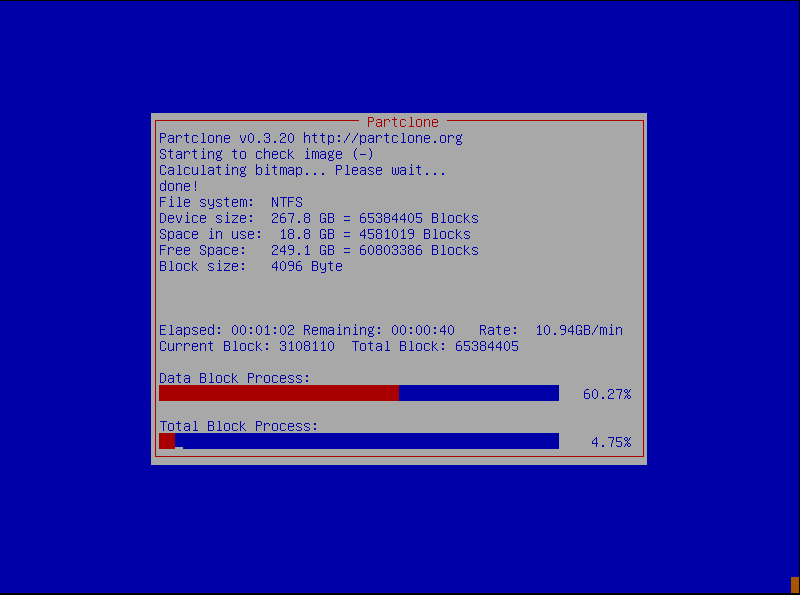 Partclone
Partclone v0.3.20 http://partclone.org
Starting to check image (-)
Calculating bitmap... Please wait...
done!
File system:  NTFS
Device size:  267.8 GB = 65384405 Blocks
Space in use:  18.8 GB = 4581019 Blocks
Free Space:   249.1 GB = 60803386 Blocks
Block size:   4096 Byte
Elapsed: 00:01:02 Remaining: 00:00:40   Rate:  10.94GB/min
Current Block: 3108110  Total Block: 65384405
Data Block Process:
60.27%
Total Block Process:
4.75%